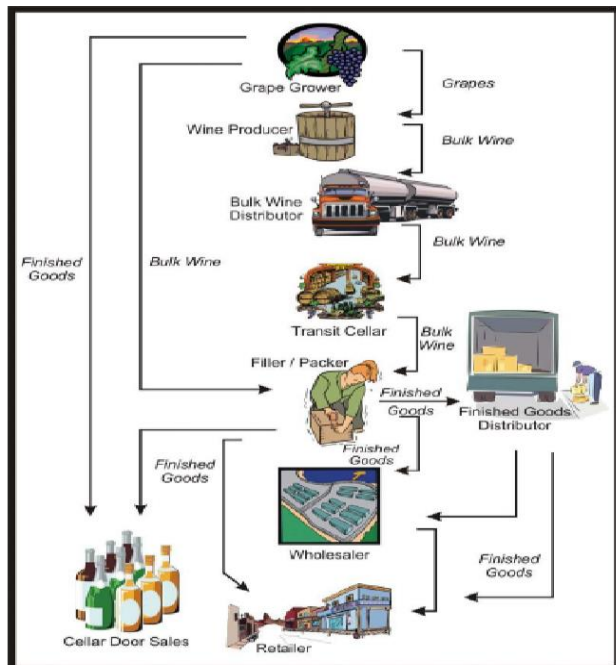 Grape Grower
Grapes
Wine Producer
Bulk Wine
Bulk Wine
Distributor
Bulk Wine
Finished
Goods
Bulk Wine
Transit Cellar
Bulk
Wine
Filler / Packer
Finished
Goods
Finished Goods
Distributor
Finished
Goods
Finished
Goods
Wholesaler
Finished
Goods
Cellar Door Sales
Retailer